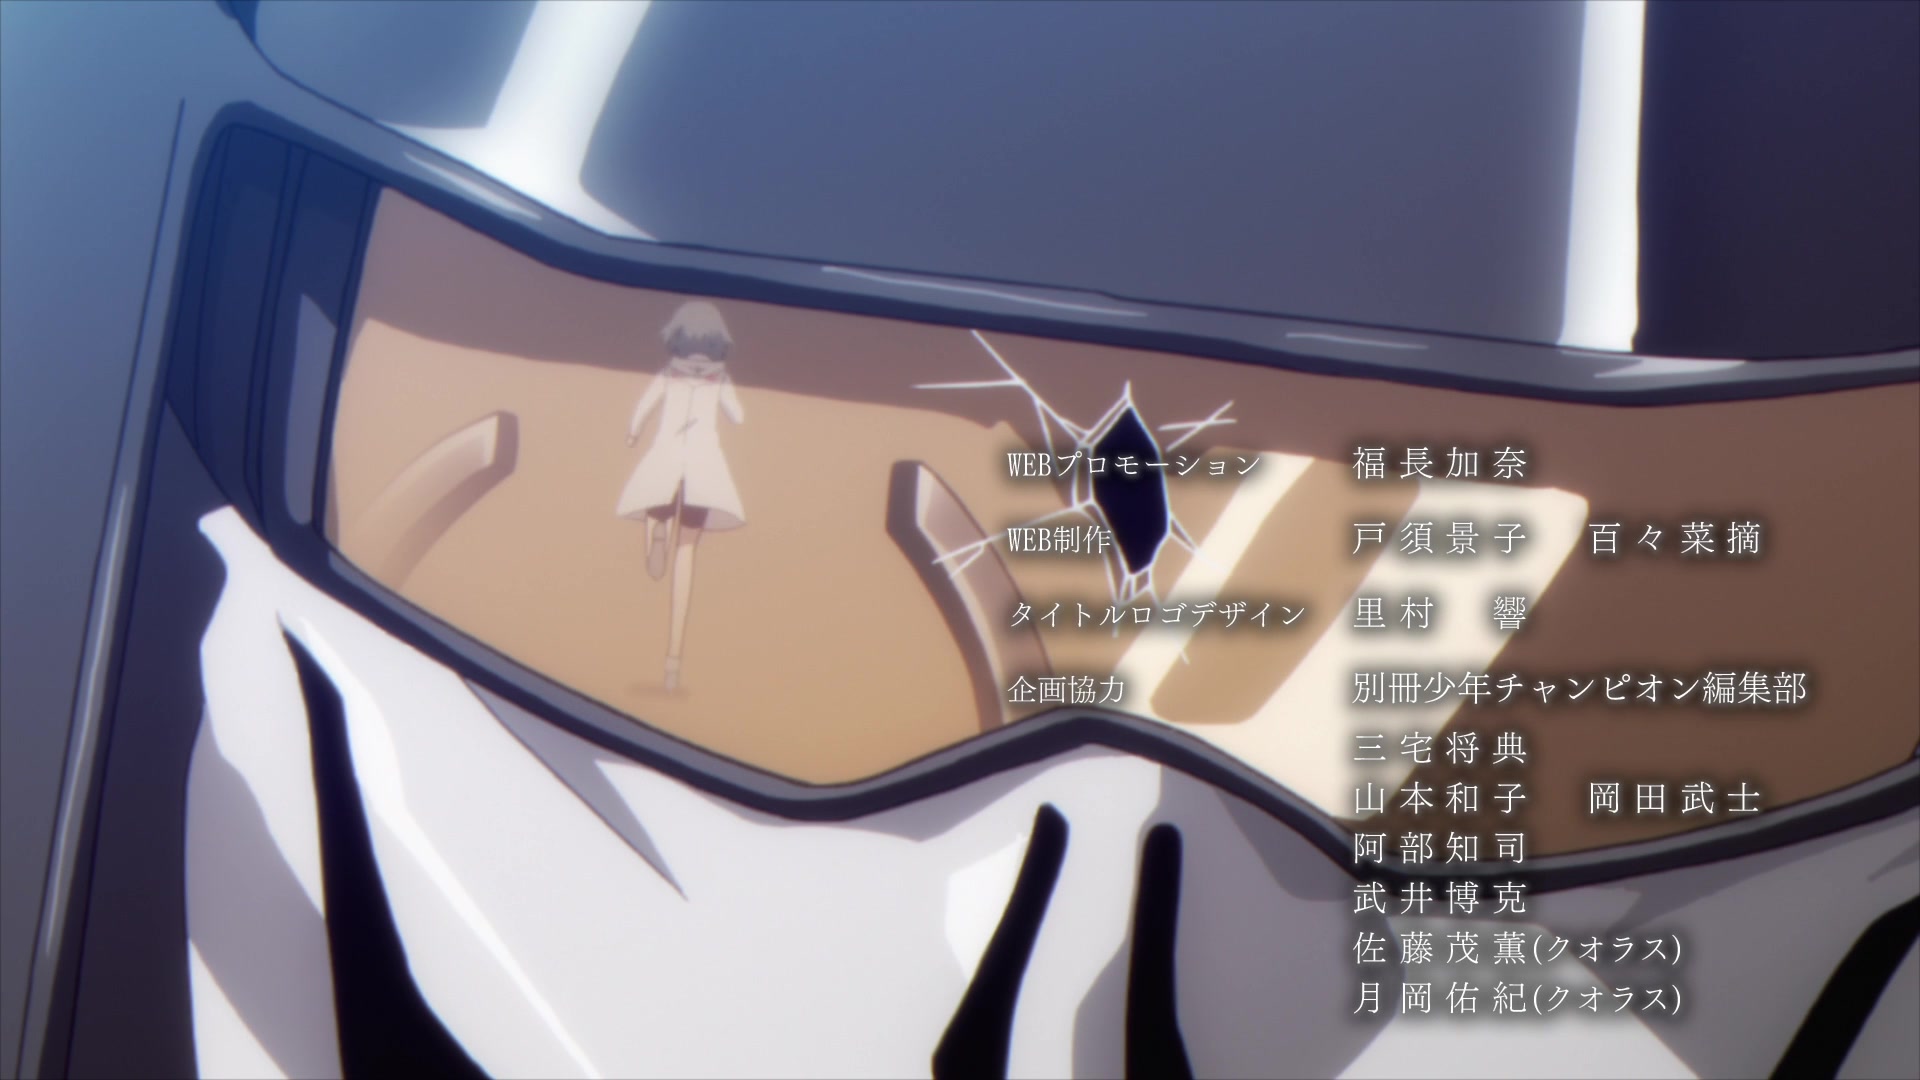 WEBプロモーション 福長加奈
WEB制作 戸須景子 百々菜摘
タイトルロゴデザイン 里村 響
企画協力 別冊少年チャンピオン編集部
三宅将典
山本和子 岡田武士
阿部知司
武井博克
佐藤茂薫(クオラス)
月岡佑紀(クオラス)